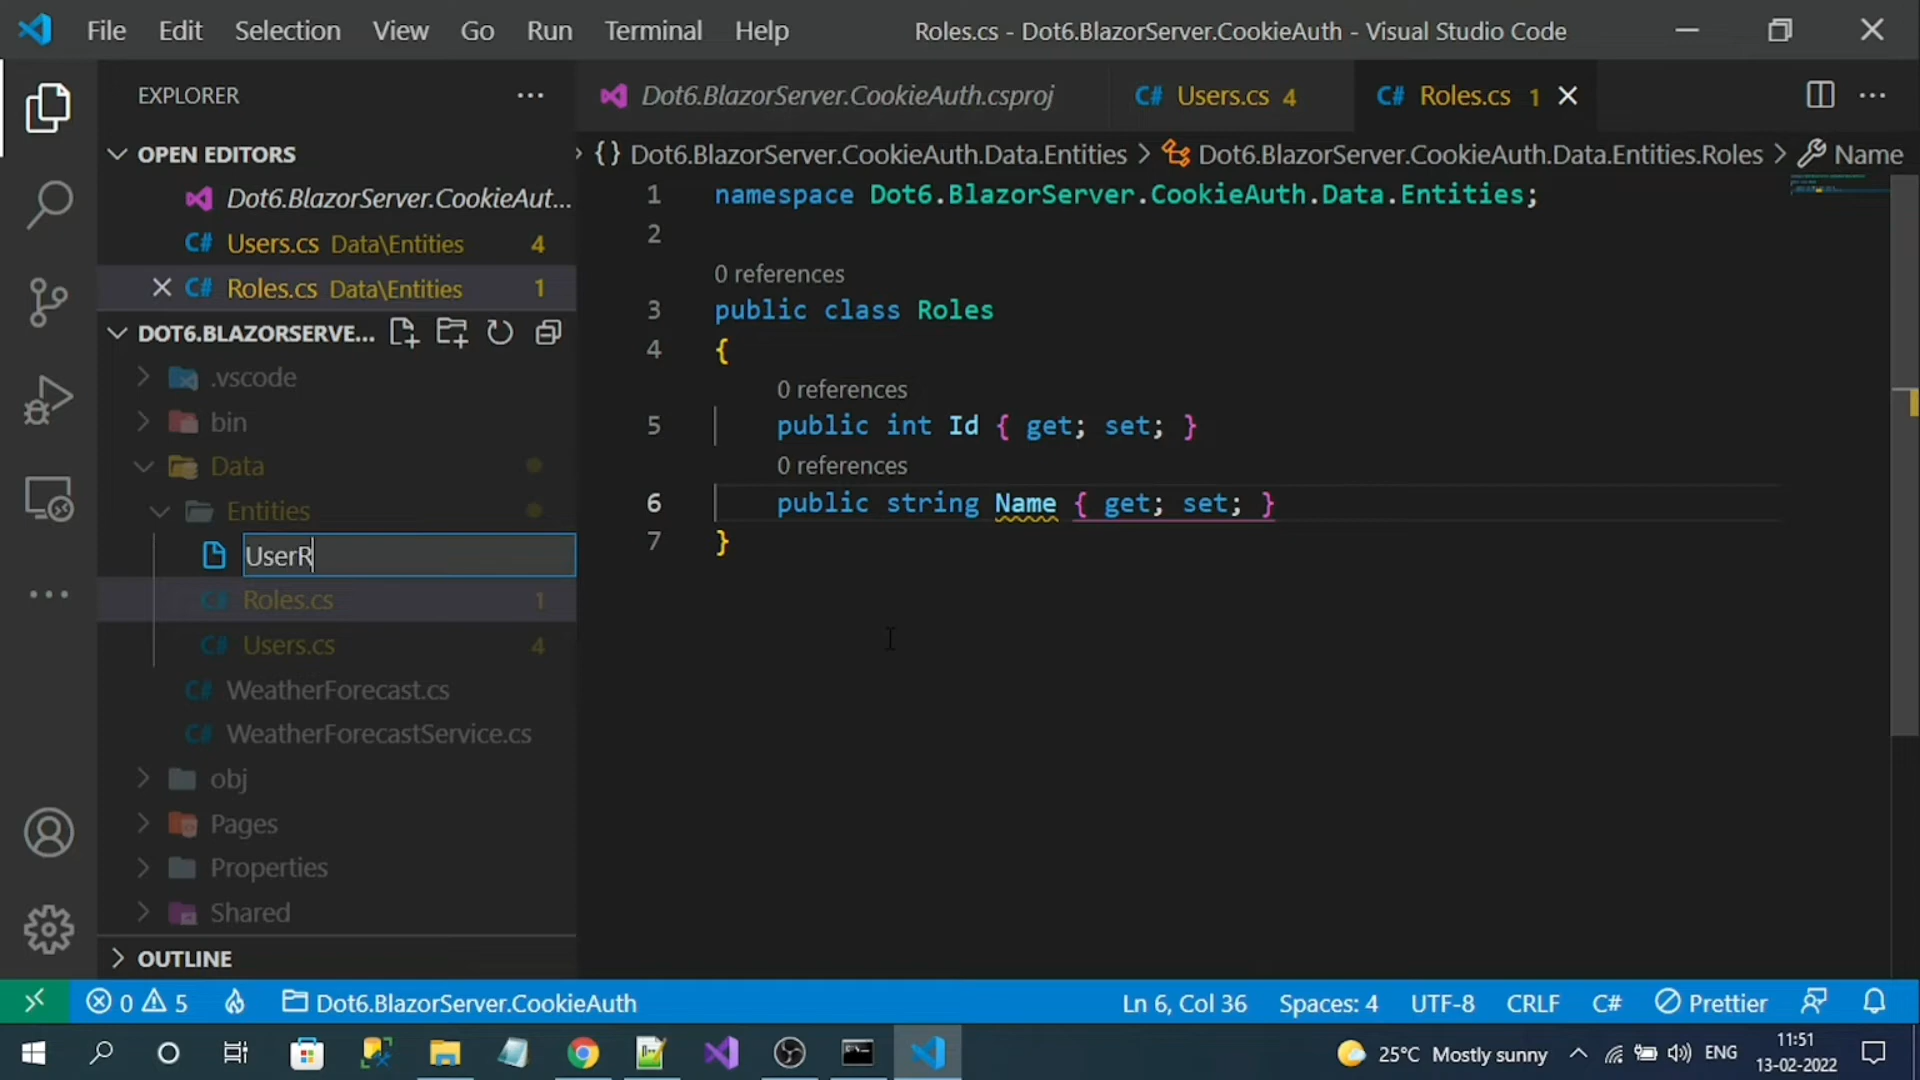 File Edit Selection View Go Run Terminal Help
Roles.cs - Dot6.BlazorServer.CookieAuth - Visual Studio Code
EXPLORER
Dot6.BlazorServer.CookieAuth.csproj
C# Users.cs 4
C# Roles.cs 1
OPEN EDITORS
Dot6.BlazorServer.CookieAut...
C# Users.cs Data\Entities 4
C# Roles.cs Data\Entities 1
DOT6.BLAZORSERVE...
.vscode
bin
Data
Entities
UserR
C# Roles.cs 1
C# Users.cs 4
C# WeatherForecast.cs
C# WeatherForecastService.cs
obj
Pages
Properties
Shared
OUTLINE
{} Dot6.BlazorServer.CookieAuth.Data.Entities > Dot6.BlazorServer.CookieAuth.Data.Entities.Roles > Name
1 namespace Dot6.BlazorServer.CookieAuth.Data.Entities;
2
0 references
3 public class Roles
4 {
0 references
5 public int Id { get; set; }
0 references
6 public string Name { get; set; }
7 }
0 5 Dot6.BlazorServer.CookieAuth
Ln 6, Col 36 Spaces: 4 UTF-8 CRLF C# Prettier
25°C Mostly sunny ENG
11:51
13-02-2022